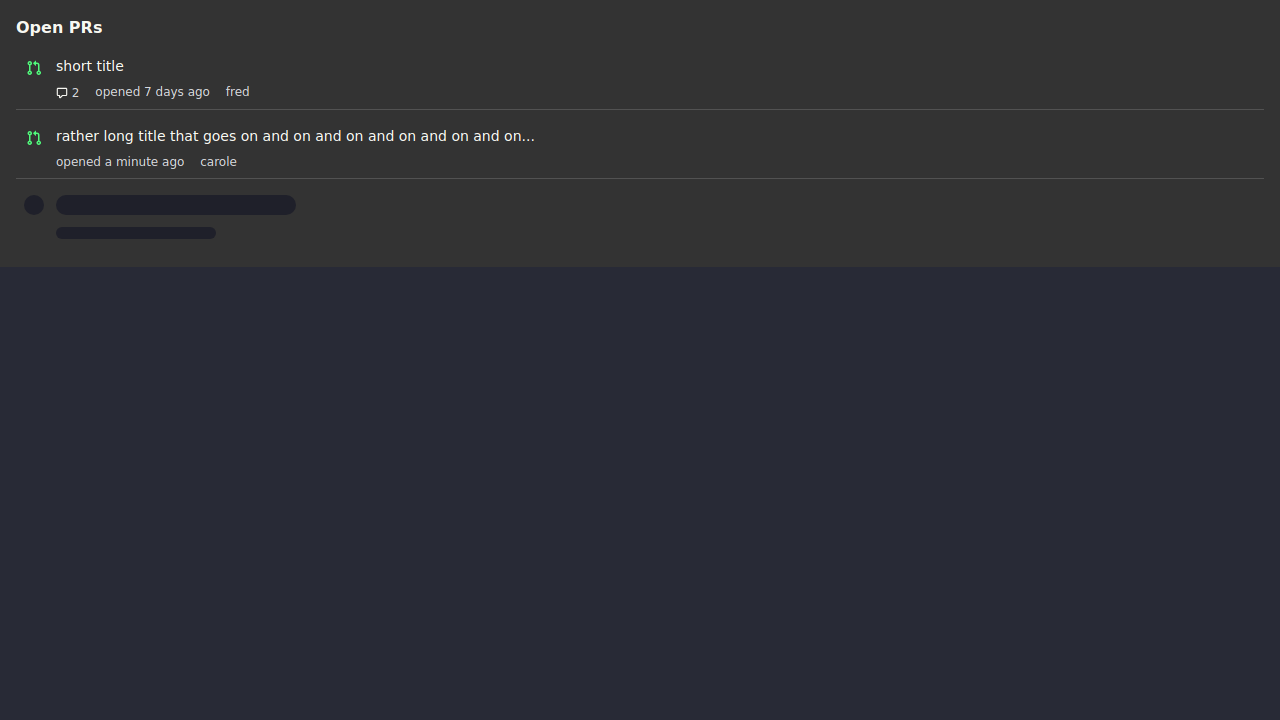 Open PRs
short title
2 opened 7 days ago fred
rather long title that goes on and on and on and on and on and on...
opened a minute ago carole